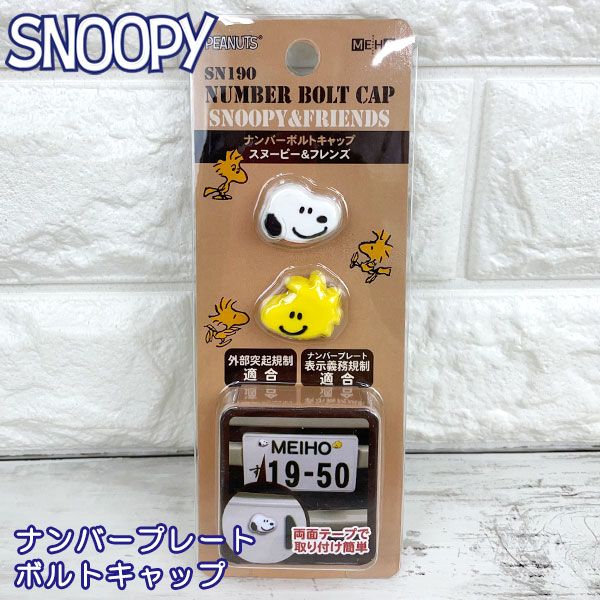 SNOOPY
PEANUTS®
MEIHO
SN190
NUMBER BOLT CAP
SNOOPY&FRIENDS
ナンバーボルトキャップ
スヌーピー&フレンズ
外部突起規制
適合
ナンバープレート
表示義務規制
適合
MEIHO
す 19-50
両面テープで
取り付け簡単
ナンバープレート
ボルトキャップ